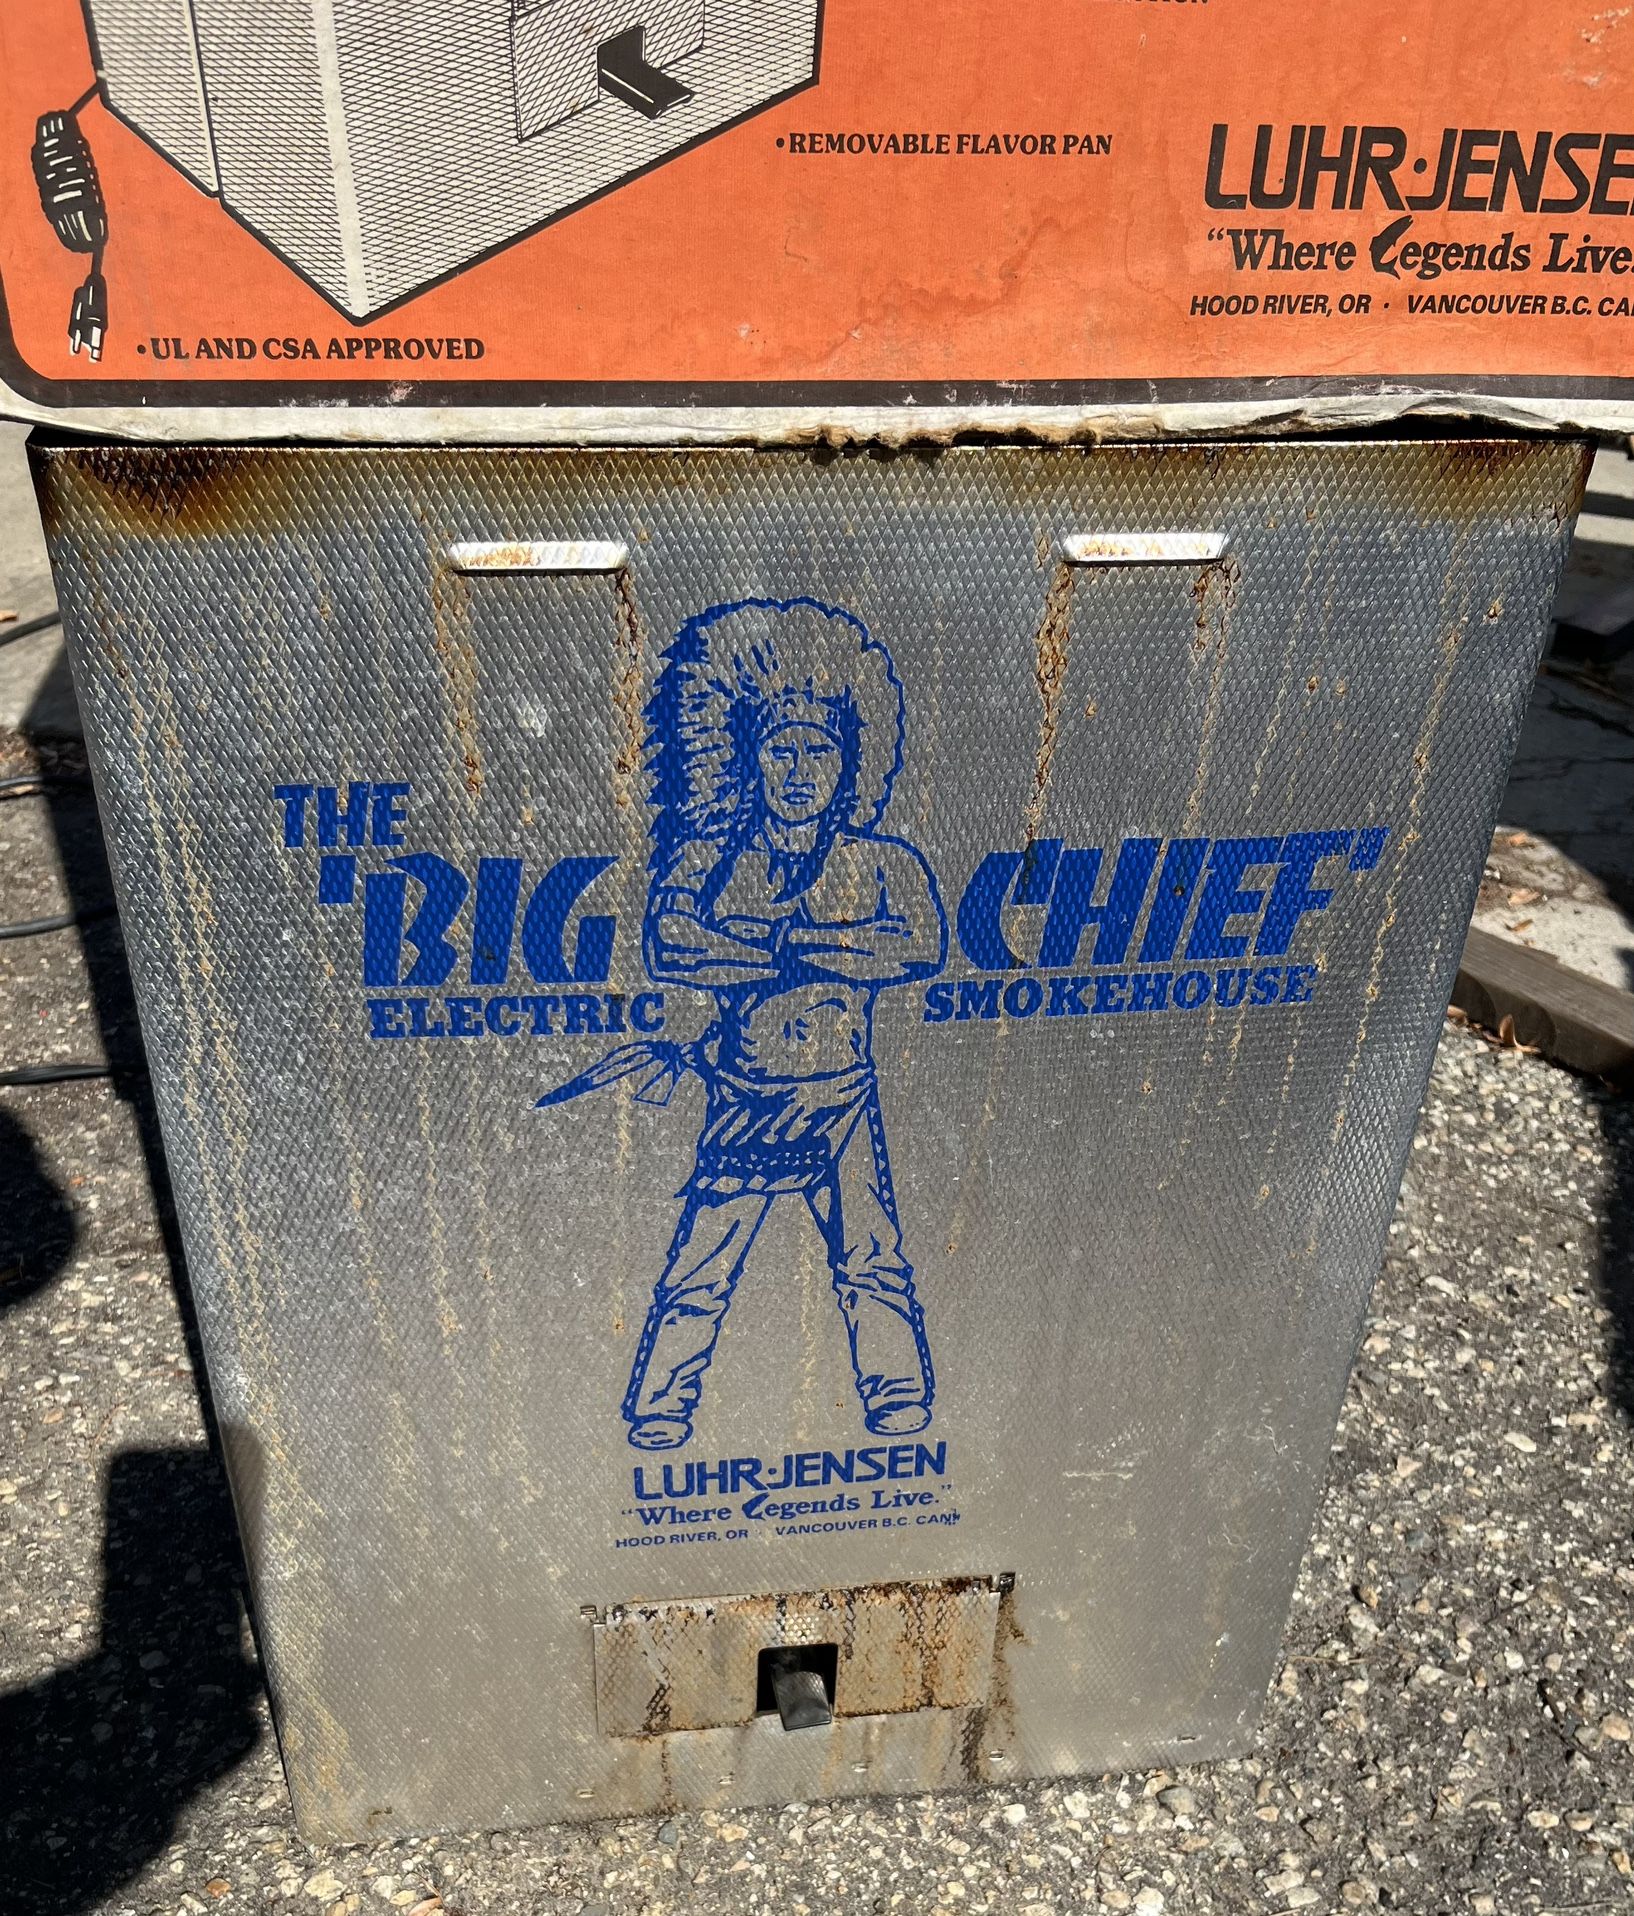 •REMOVABLE FLAVOR PAN
LUHR·JENSEN
“Where Legends Live.
HOOD RIVER, OR · VANCOUVER B.C.
•UL AND CSA APPROVED
THE
"BIG CHIEF"
ELECTRIC SMOKEHOUSE
LUHR·JENSEN
“Where Legends Live.”
HOOD RIVER, OR · VANCOUVER B.C. CAN